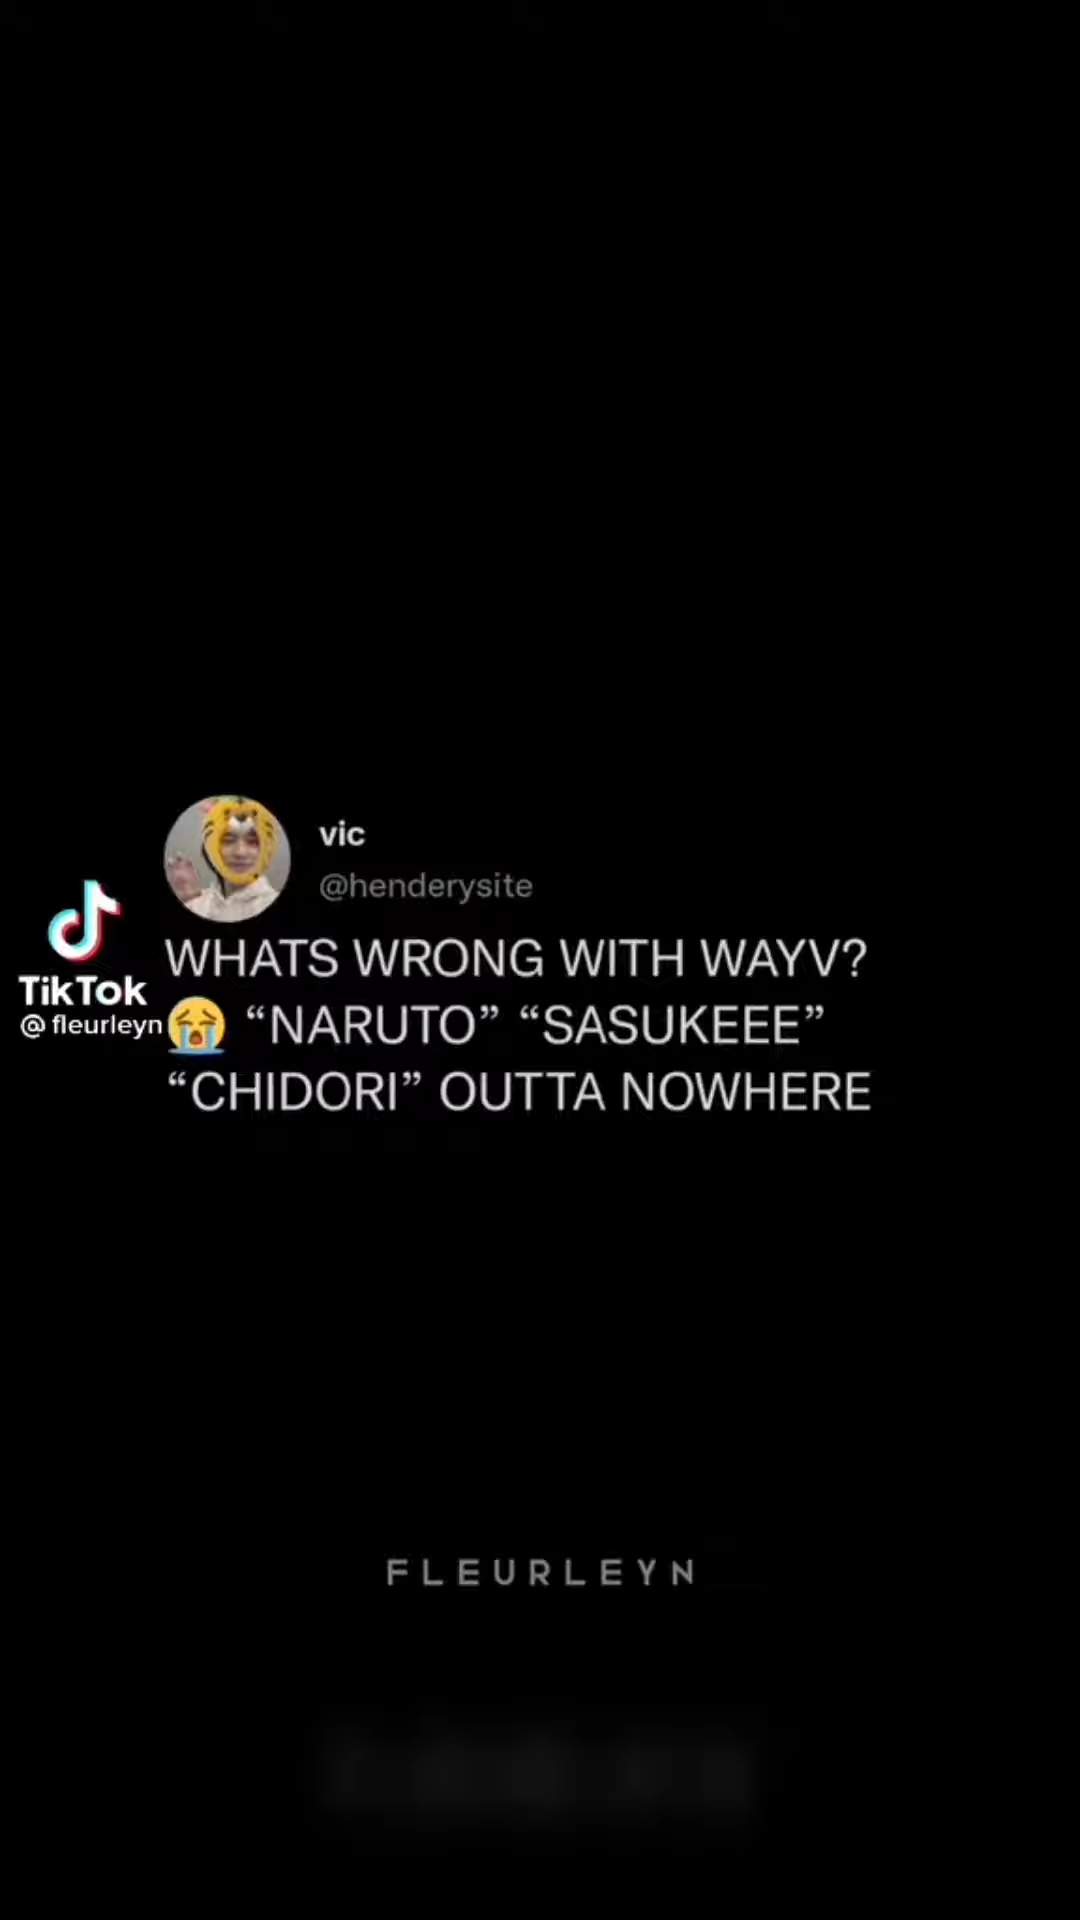 vic
@henderysite
TikTok
@ fleurleyn
WHATS WRONG WITH WAYV?
😭 “NARUTO” “SASUKEEE”
“CHIDORI” OUTTA NOWHERE
FLEURLEYN